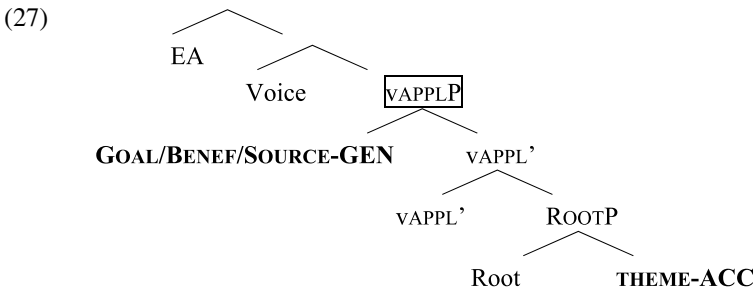 (27)
EA
Voice VAPPLP
GOAL/BENEF/SOURCE-GEN VAPPL’
VAPPL’ ROOTP
Root THEME-ACC